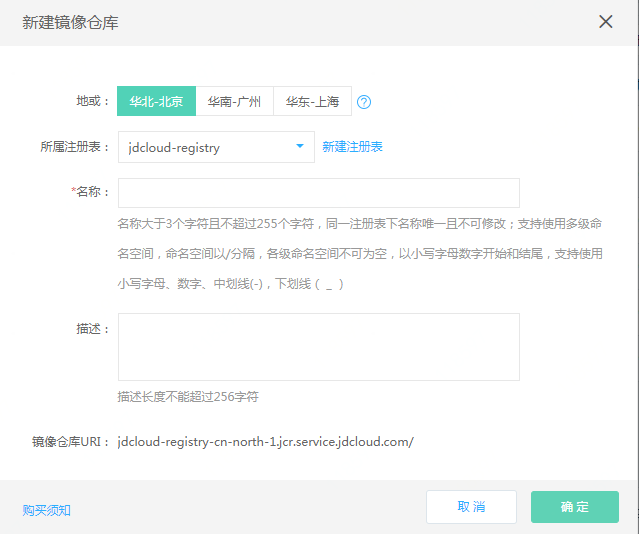 新建镜像仓库
地或： 华北-北京 华南-广州 华东-上海
所属注册表： jdcloud-registry 新建注册表
*名称：
名称大于3个字符且不超过255个字符，同一注册表下名称唯一且不可修改；支持使用多级命
名空间，命名空间以/分隔，各级命名空间不可为空，以小写字母数字开始和结尾，支持使用
小写字母、数字、中划线(-)，下划线（ _ ）
描述：
描述长度不能超过256字符
镜像仓库URI： jdcloud-registry-cn-north-1.jcr.service.jdcloud.com/
购买须知 取 消 确 定